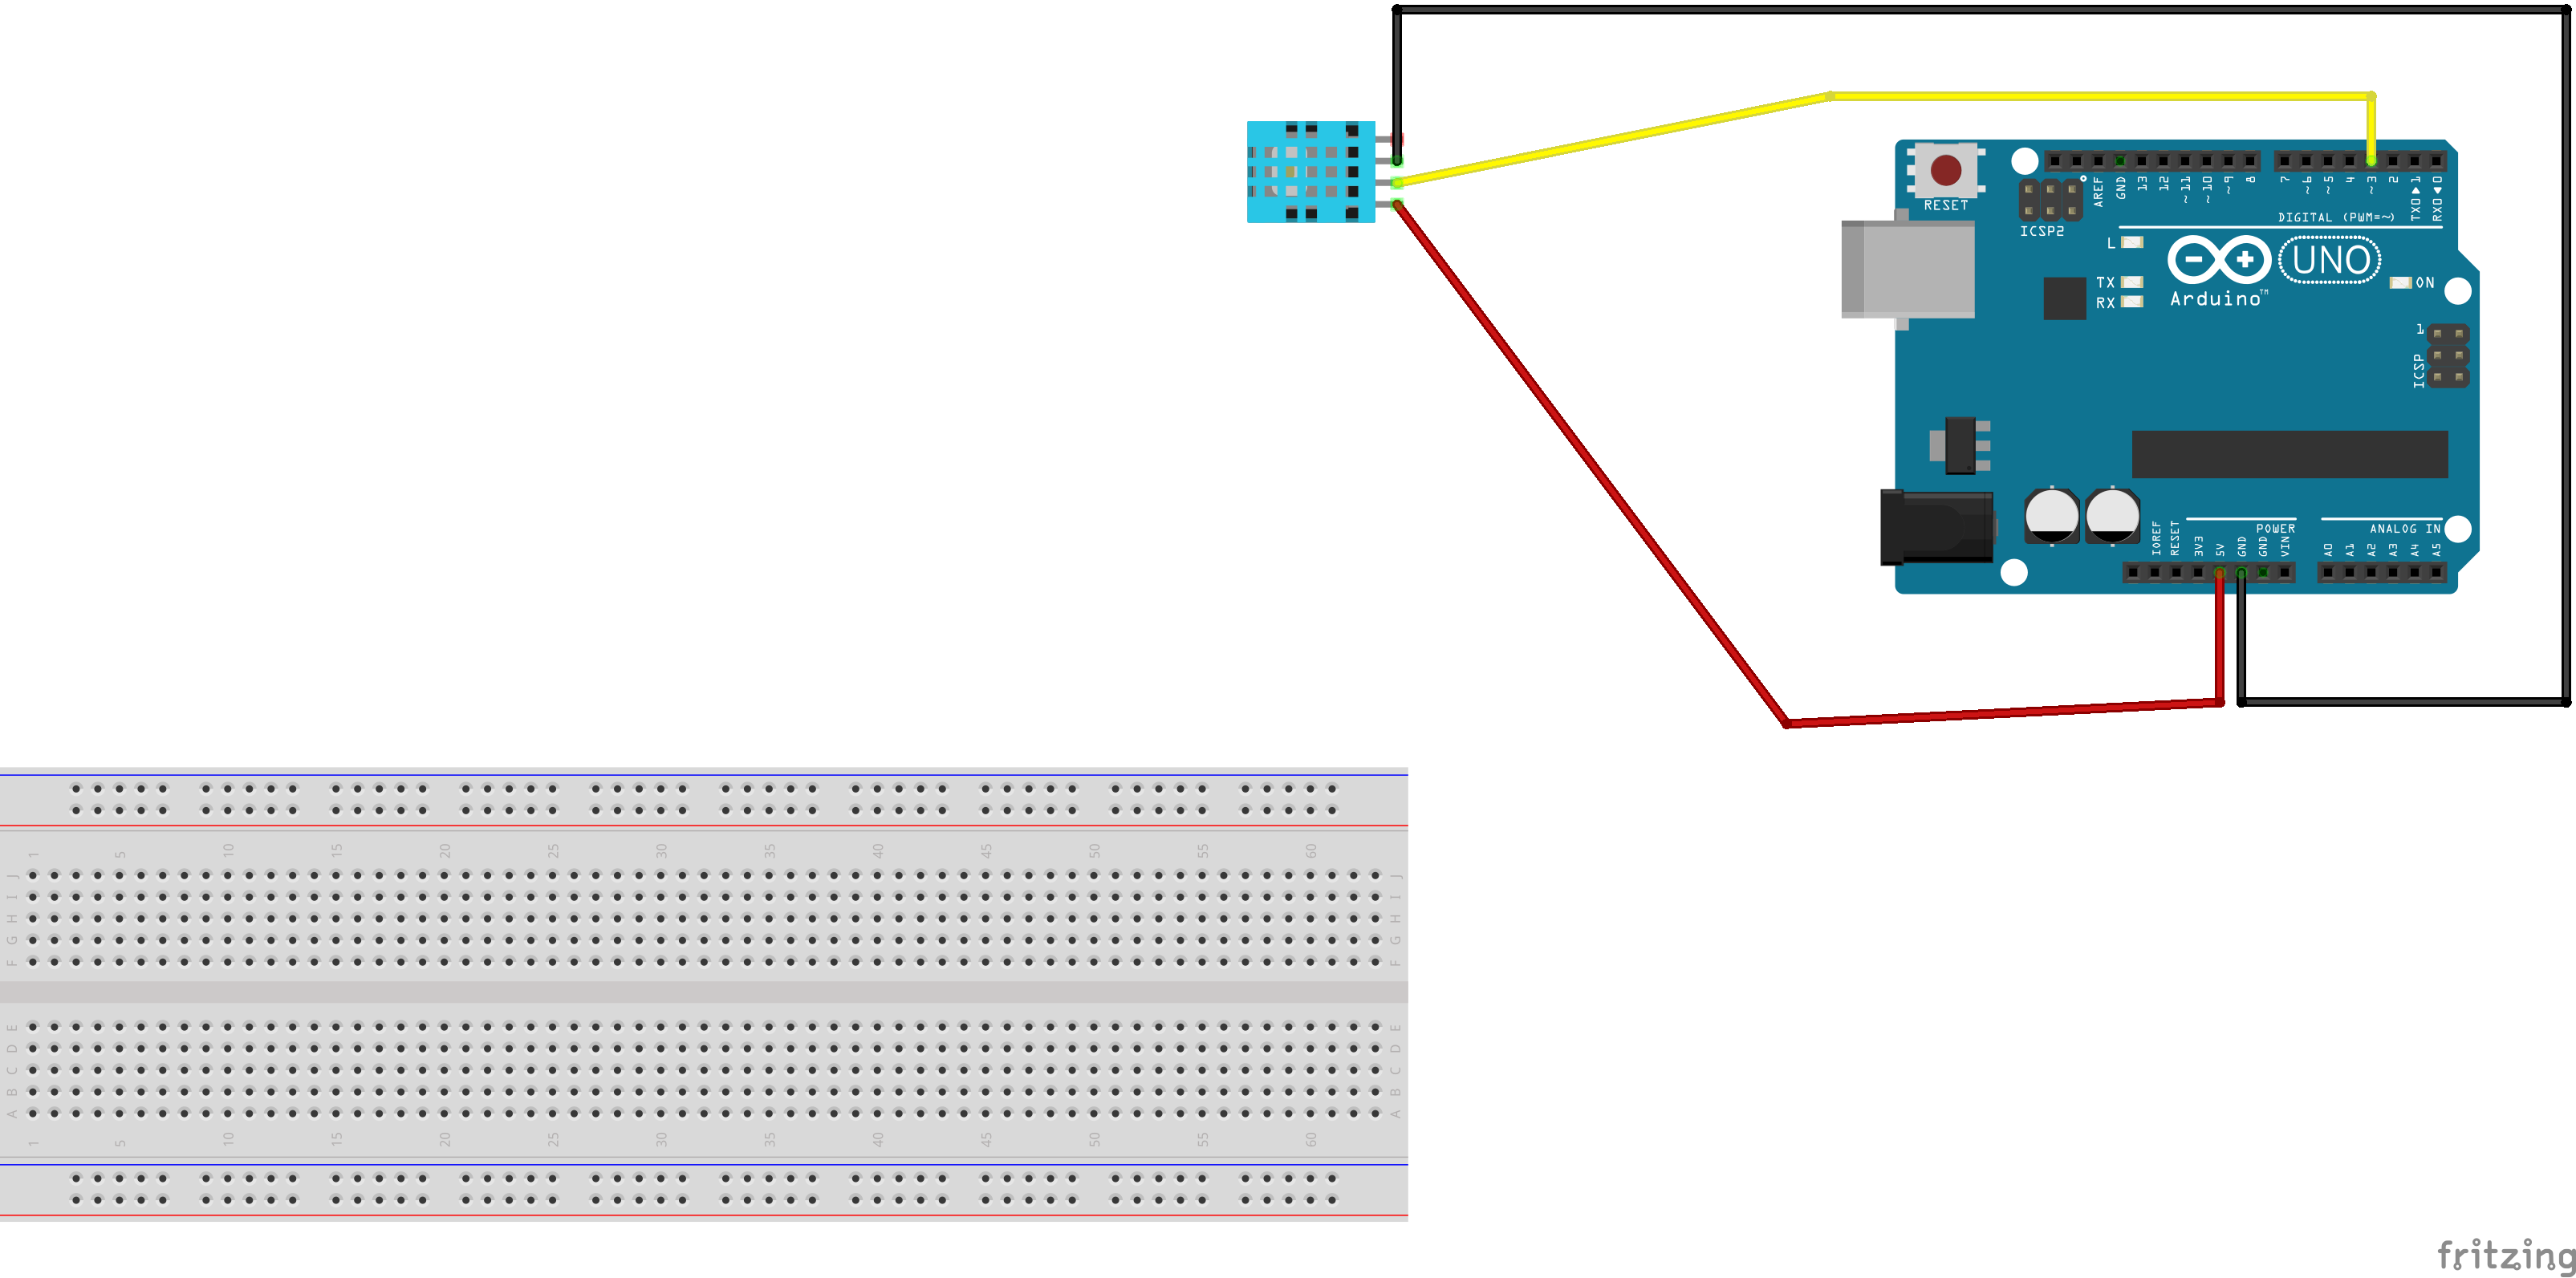 RESET
ICSP2
AREF
GND
13
12
~11
~10
~9
8
7
~6
~5
4
~3
2
TX0▶1
RX0◀0
DIGITAL (PWM=~)
L
TX
RX
UNO
ON
Arduino™
1
ICSP
IOREF
RESET
3V3
5V
GND
GND
VIN
POWER
ANALOG IN
A0
A1
A2
A3
A4
A5
1 5 10 15 20 25 30 35 40 45 50 55 60
J J
I I
H H
G G
F F
E E
D D
C C
B B
A A
1 5 10 15 20 25 30 35 40 45 50 55 60
fritzing